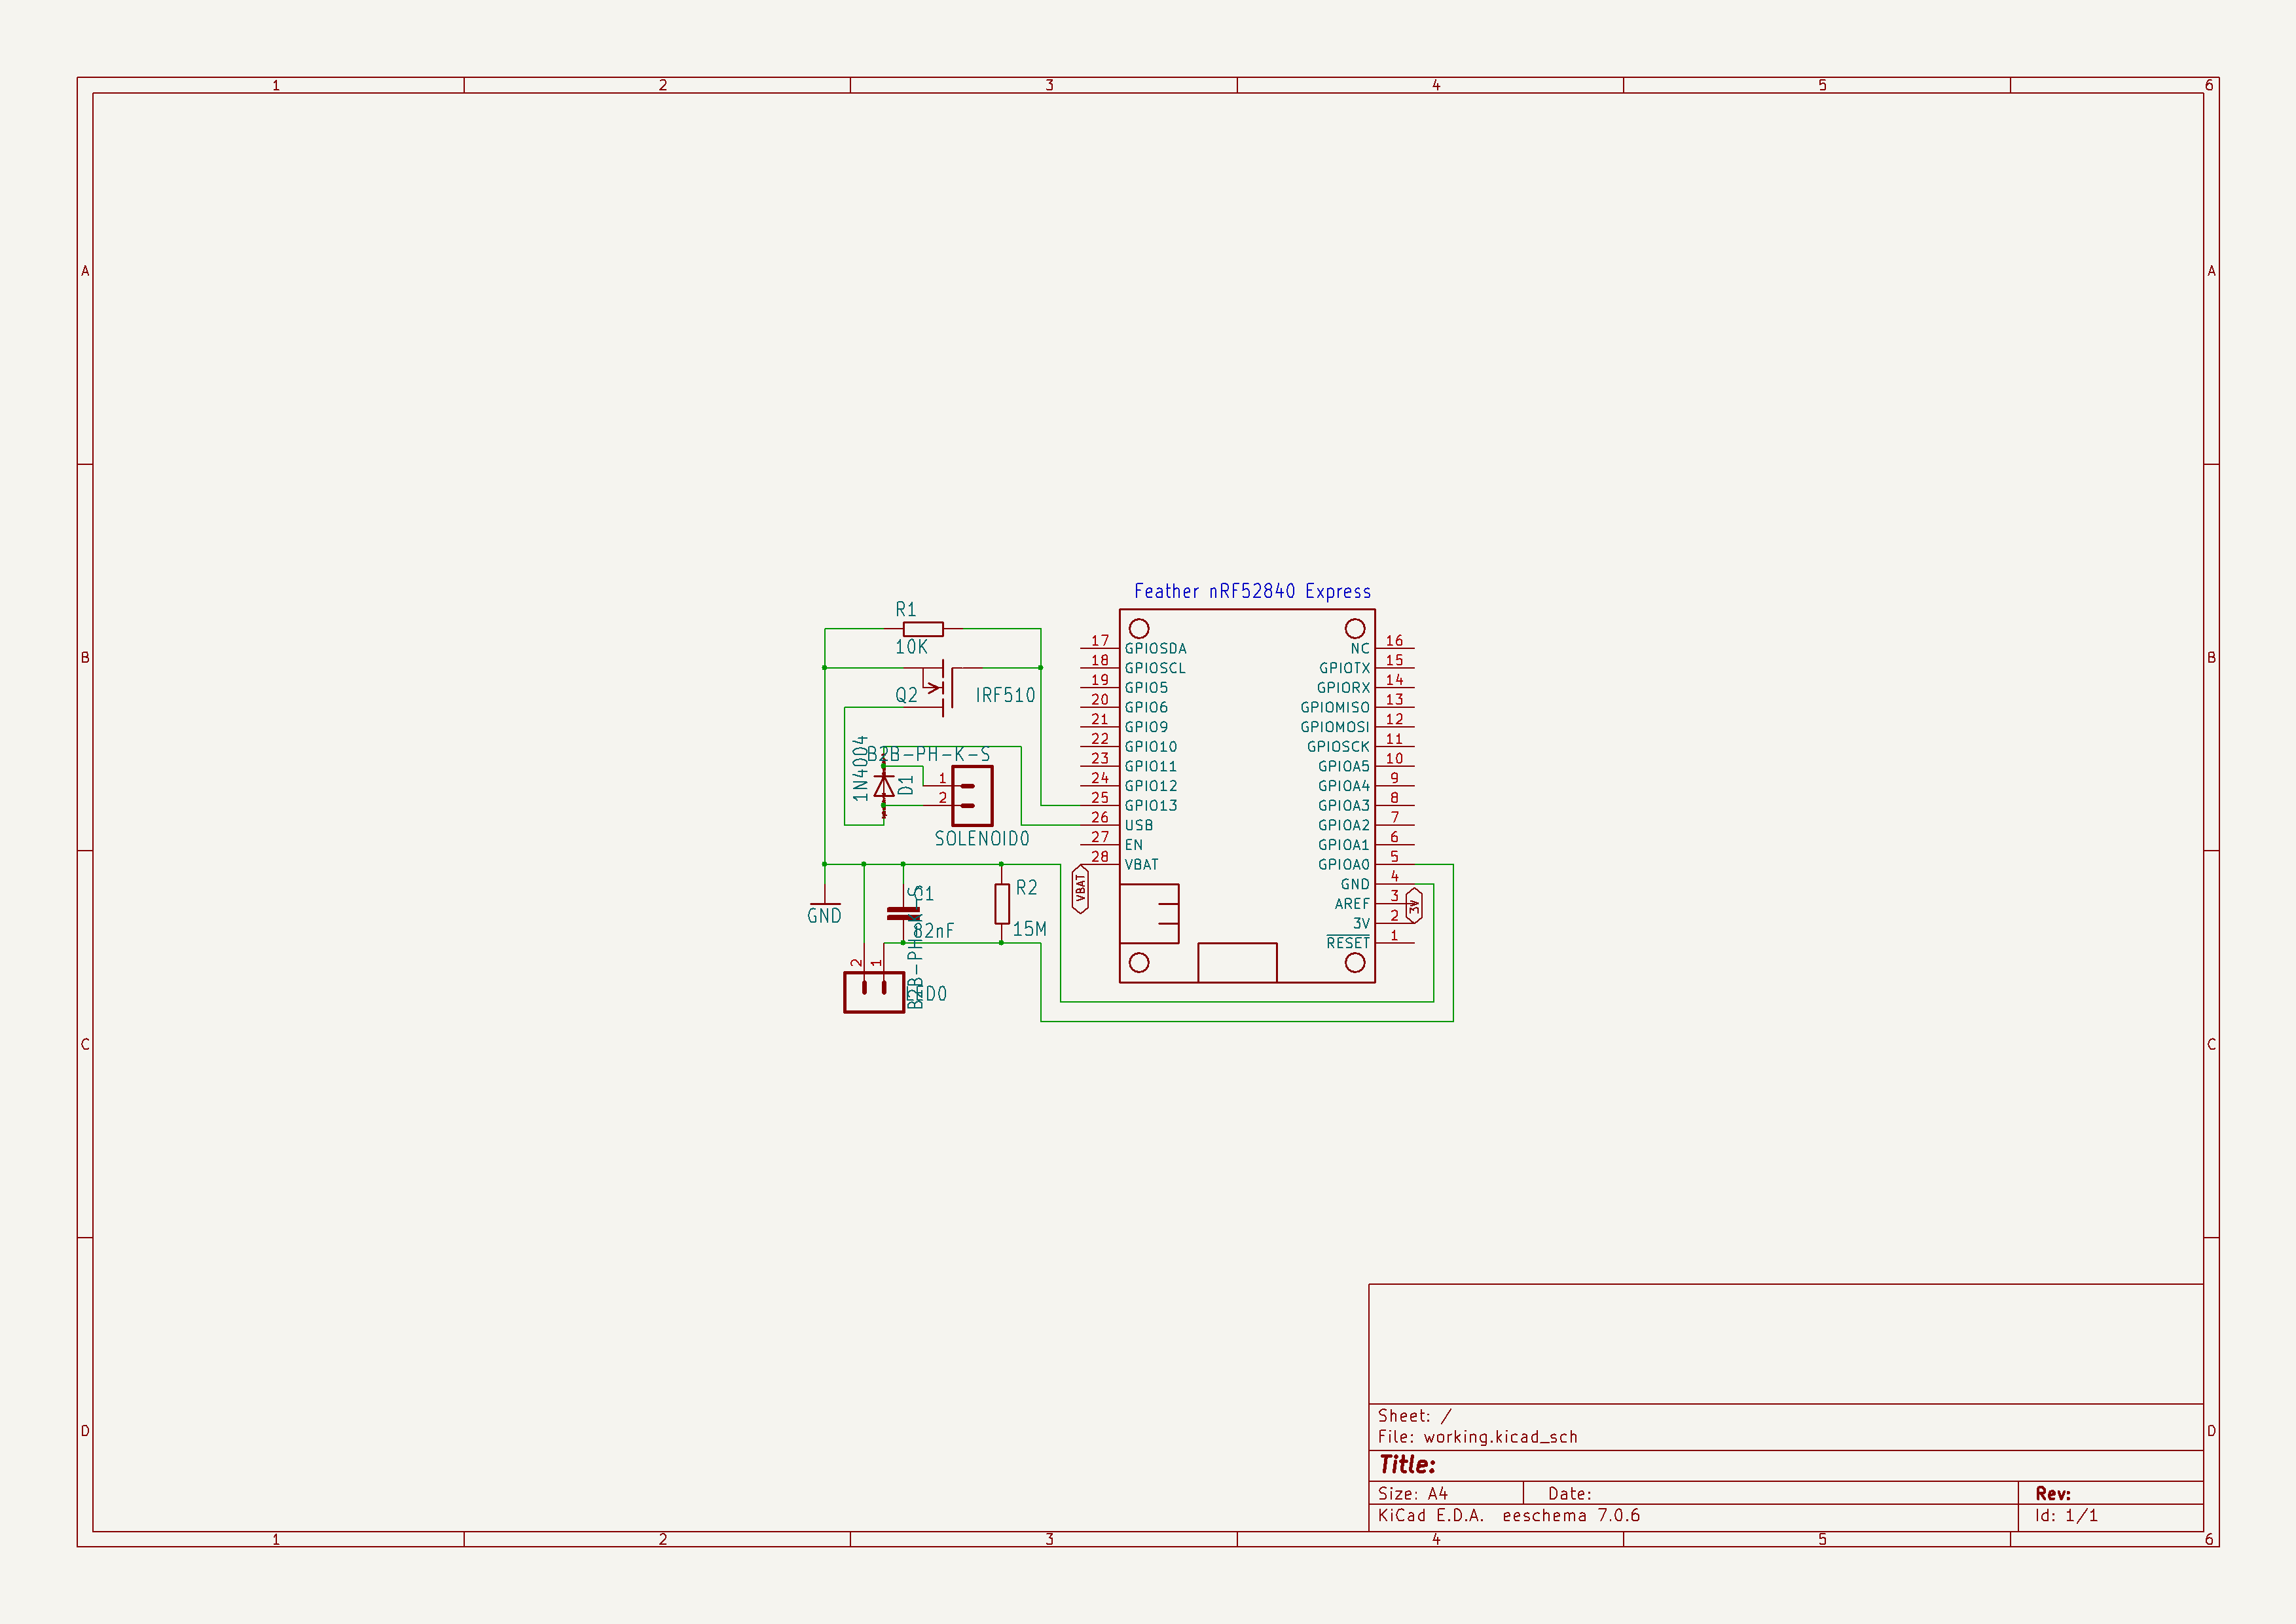 1 2 3 4 5 6
A A
Feather nRF52840 Express
R1
10K
B B
Q2 IRF510
17 GPIOSDA NC 16
18 GPIOSCL GPIOTX 15
19 GPIO5 GPIORX 14
20 GPIO6 GPIOMISO 13
21 GPIO9 GPIOMOSI 12
22 GPIO10 GPIOSCK 11
23 GPIO11 GPIOA5 10
24 GPIO12 GPIOA4 9
25 GPIO13 GPIOA3 8
26 USB GPIOA2 7
27 EN GPIOA1 6
28 VBAT GPIOA0 5
GND 4
AREF 3
3V 2
RESET 1
VBAT
3V
B2B-PH-K-S
1N4004
D1
1
2
SOLENOID0
GND
C1
82nF
R2
15M
B2B-PH-K-S
2 1
C C
D D
Sheet: /
File: working.kicad_sch
Title:
Size: A4 Date: Rev:
KiCad E.D.A. eeschema 7.0.6 Id: 1/1
1 2 3 4 5 6